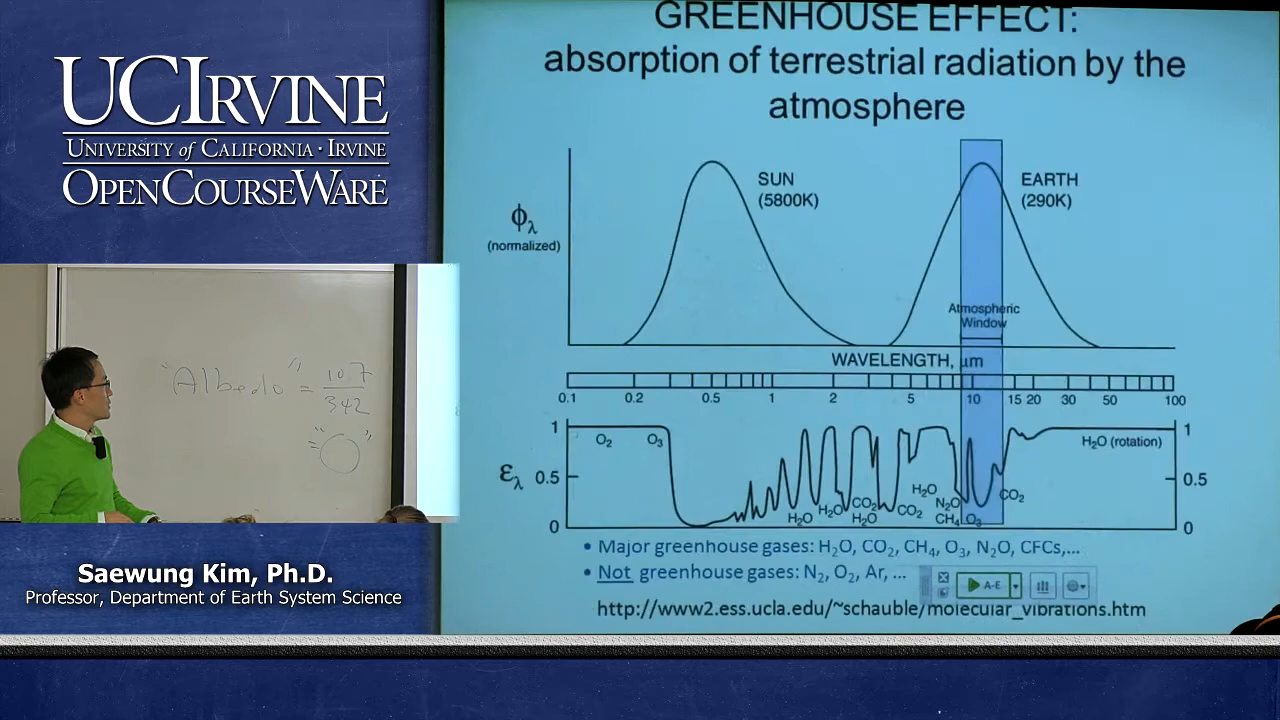 UCIRVINE
UNIVERSITY of CALIFORNIA · IRVINE
OPENCOURSEWARE
"Albedo" = 107
342
Saewung Kim, Ph.D.
Professor, Department of Earth System Science
GREENHOUSE EFFECT:
absorption of terrestrial radiation by the
atmosphere
SUN
(5800K)
EARTH
(290K)
ϕλ
(normalized)
Atmospheric
Window
WAVELENGTH, μm
0.1 0.2 0.5 1 2 5 10 15 20 30 50 100
ελ
1 0.5 0
O₂ O₃ H₂O H₂O CO₂ H₂O CO₂ H₂O N₂O CH₄ O₃ CO₂ H₂O (rotation)
1 0.5 0
• Major greenhouse gases: H₂O, CO₂, CH₄, O₃, N₂O, CFCs,...
• Not greenhouse gases: N₂, O₂, Ar, ...
A-E
http://www2.ess.ucla.edu/~schauble/molecular_vibrations.htm